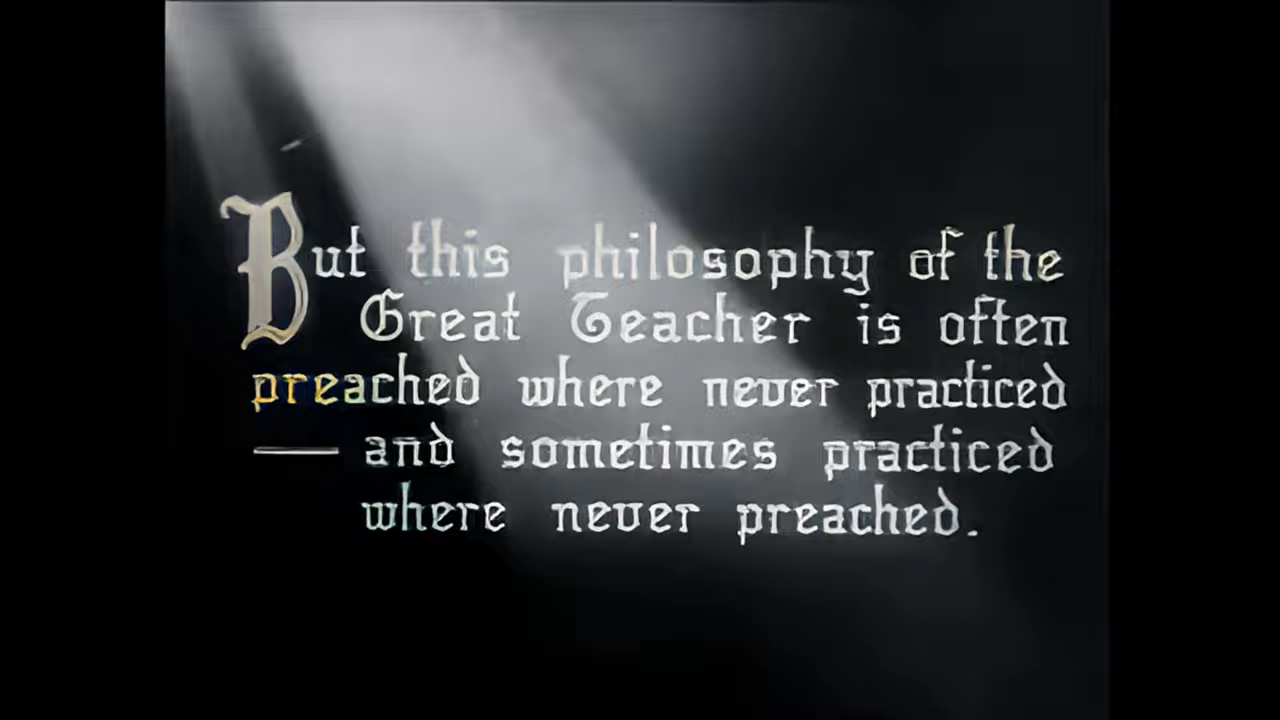 But this philosophy of the
Great Teacher is often
preached where never practiced
— and sometimes practiced
where never preached.